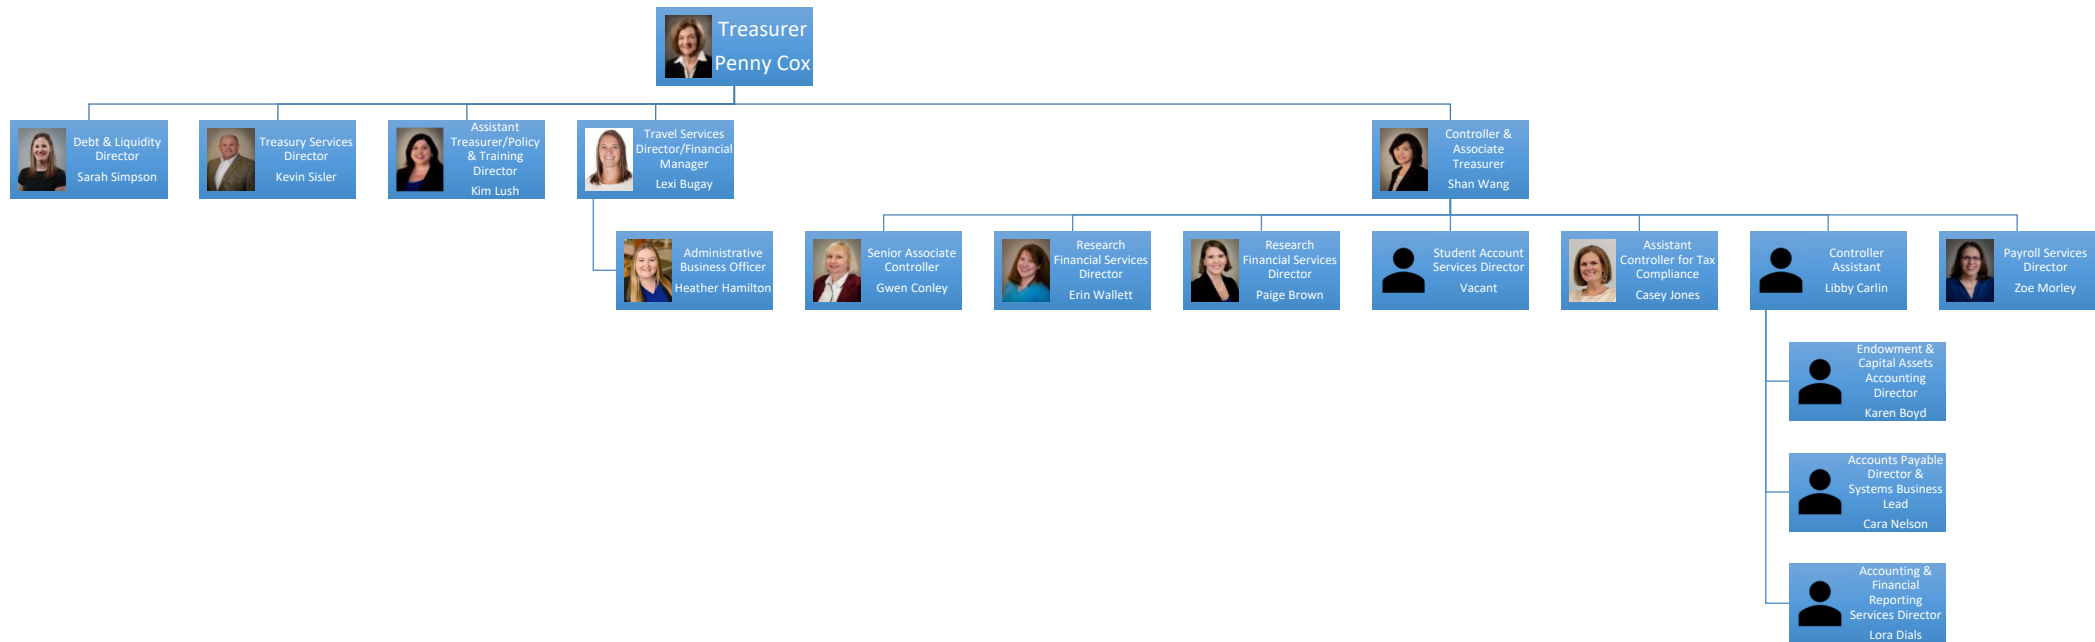 Treasurer
Penny Cox
Debt & Liquidity
Director
Sarah Simpson
Treasury Services
Director
Kevin Sisler
Assistant
Treasurer/Policy
& Training
Director
Kim Lush
Travel Services
Director/Financial
Manager
Lexi Bugay
Controller &
Associate
Treasurer
Shan Wang
Administrative
Business Officer
Heather Hamilton
Senior Associate
Controller
Gwen Conley
Research
Financial Services
Director
Erin Wallett
Research
Financial Services
Director
Paige Brown
Student Account
Services Director
Vacant
Assistant
Controller for Tax
Compliance
Casey Jones
Controller
Assistant
Libby Carlin
Payroll Services
Director
Zoe Morley
Endowment &
Capital Assets
Accounting
Director
Karen Boyd
Accounts Payable
Director &
Systems Business
Lead
Cara Nelson
Accounting &
Financial
Reporting
Services Director
Lora Dials